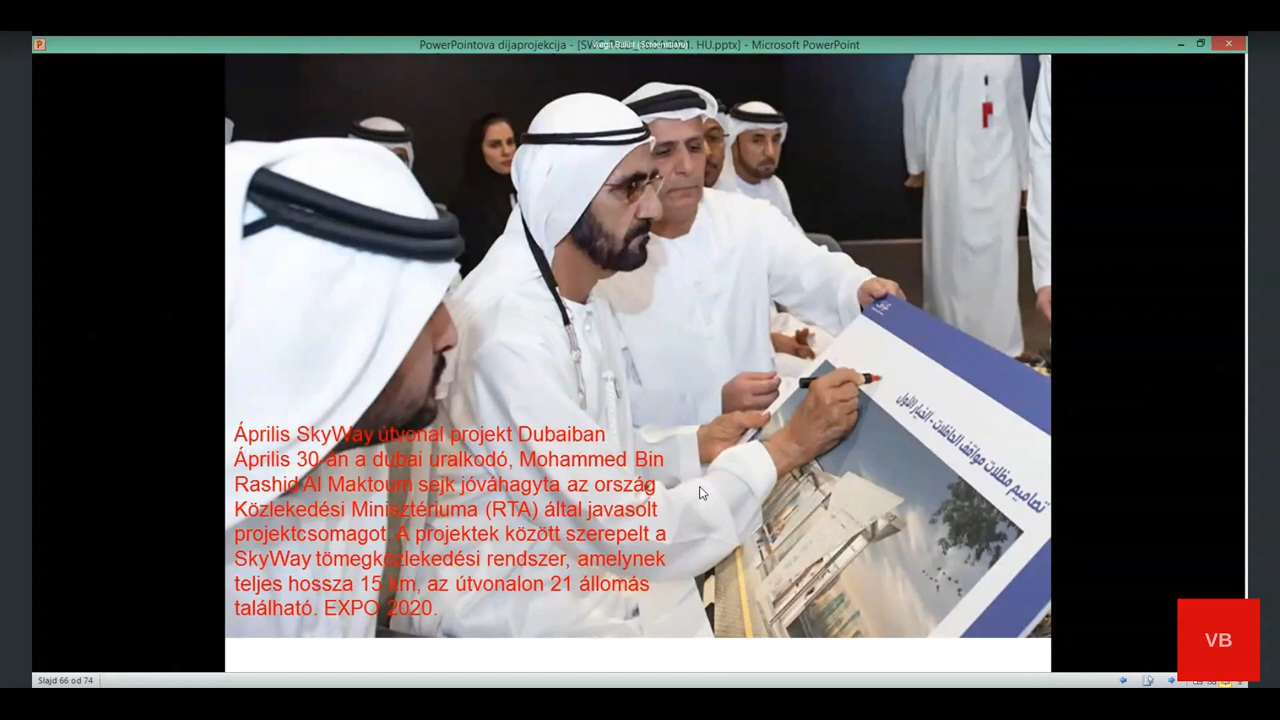 PowerPointova dijaprojekcija - [SW
1. HU.pptx] - Microsoft PowerPoint
تصاميم مظلات مواقف الحافلات - الخيار الأول
Április SkyWay útvonal projekt Dubaiban
Április 30-án a dubai uralkodó, Mohammed Bin
Rashid Al Maktoum sejk jóváhagyta az ország
Közlekedési Minisztériuma (RTA) által javasolt
projektcsomagot. A projektek között szerepelt a
SkyWay tömegközlekedési rendszer, amelynek
teljes hossza 15 km, az útvonalon 21 állomás
található. EXPO 2020.
VB
Slajd 66 od 74